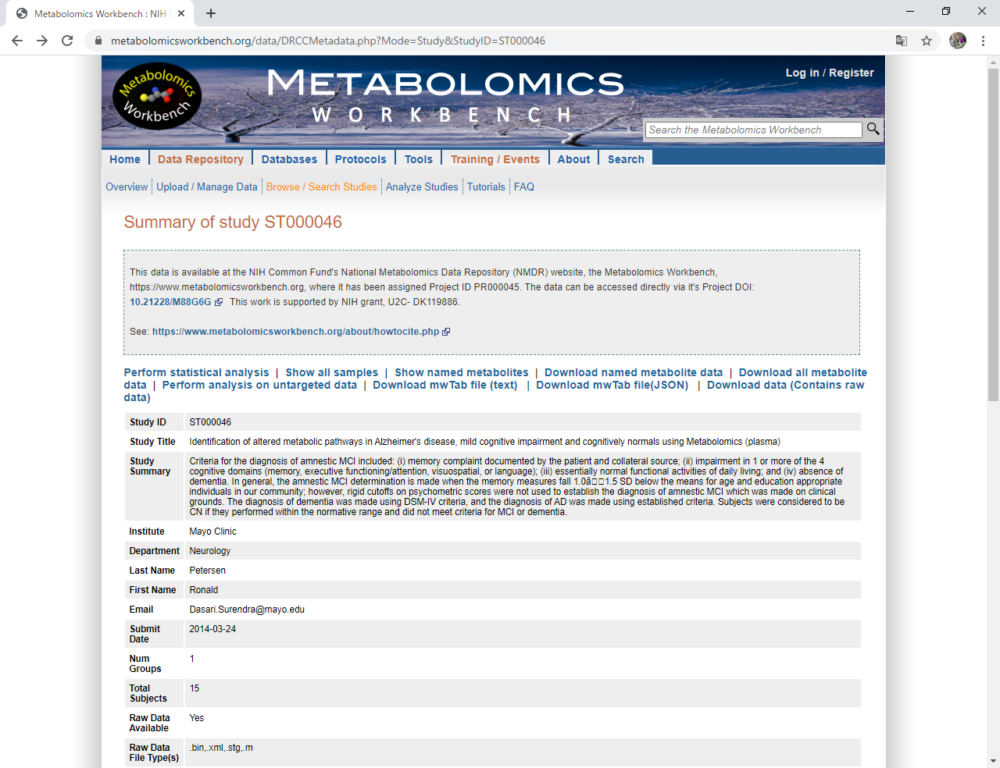 Metabolomics Workbench : NIH
metabolomicsworkbench.org/data/DRCCMetadata.php?Mode=Study&StudyID=ST000046
Metabolomics
Workbench
METABOLOMICS
WORKBENCH
Log in / Register
Search the Metabolomics Workbench
Home
Data Repository
Databases
Protocols
Tools
Training / Events
About
Search
Overview
Upload / Manage Data
Browse / Search Studies
Analyze Studies
Tutorials
FAQ
Summary of study ST000046
This data is available at the NIH Common Fund's National Metabolomics Data Repository (NMDR) website, the Metabolomics Workbench,
https://www.metabolomicsworkbench.org, where it has been assigned Project ID PR000045. The data can be accessed directly via it's Project DOI:
10.21228/M88G6G This work is supported by NIH grant, U2C- DK119886.
See: https://www.metabolomicsworkbench.org/about/howtocite.php
Perform statistical analysis | Show all samples | Show named metabolites | Download named metabolite data | Download all metabolite
data | Perform analysis on untargeted data | Download mwTab file (text) | Download mwTab file(JSON) | Download data (Contains raw
data)
Study ID ST000046
Study Title Identification of altered metabolic pathways in Alzheimer's disease, mild cognitive impairment and cognitively normals using Metabolomics (plasma)
Study Criteria for the diagnosis of amnestic MCI included: (i) memory complaint documented by the patient and collateral source; (ii) impairment in 1 or more of the 4
Summary cognitive domains (memory, executive functioning/attention, visuospatial, or language); (iii) essentially normal functional activities of daily living; and (iv) absence of
dementia. In general, the amnestic MCI determination is made when the memory measures fall 1.0â1.5 SD below the means for age and education appropriate
individuals in our community; however, rigid cutoffs on psychometric scores were not used to establish the diagnosis of amnestic MCI which was made on clinical
grounds. The diagnosis of dementia was made using DSM-IV criteria, and the diagnosis of AD was made using established criteria. Subjects were considered to be
CN if they performed within the normative range and did not meet criteria for MCI or dementia.
Institute Mayo Clinic
Department Neurology
Last Name Petersen
First Name Ronald
Email Dasari.Surendra@mayo.edu
Submit 2014-03-24
Date
Num 1
Groups
Total 15
Subjects
Raw Data Yes
Available
Raw Data .bin,.xml,.stg,.m
File Type(s)